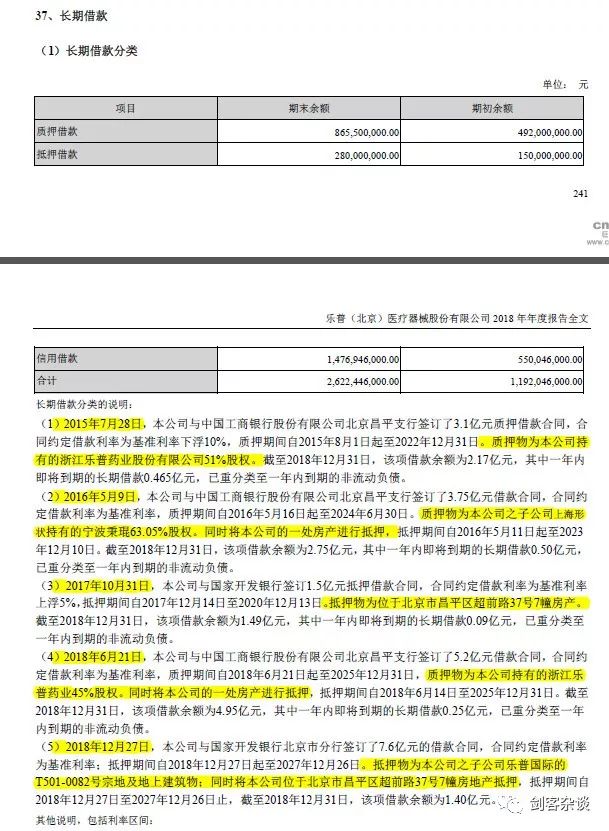 37、长期借款
（1）长期借款分类
单位： 元
项目 期末余额 期初余额
质押借款 865,500,000.00 492,000,000.00
抵押借款 280,000,000.00 150,000,000.00
241
乐普（北京）医疗器械股份有限公司 2018 年年度报告全文
信用借款 1,476,946,000.00 550,046,000.00
合计 2,622,446,000.00 1,192,046,000.00
长期借款分类的说明：
（1）2015年7月28日，本公司与中国工商银行股份有限公司北京昌平支行签订了3.1亿元质押借款合同，合
同约定借款利率为基准利率下浮10%，质押期间自2015年8月1日起至2022年12月31日。质押物为本公司持
有的浙江乐普药业股份有限公司51%股权。截至2018年12月31日，该项借款余额为2.17亿元，其中一年内
即将到期的长期借款0.465亿元，已重分类至一年内到期的非流动负债。
（2）2016年5月9日，本公司与中国工商银行股份有限公司北京昌平支行签订了3.75亿元借款合同，合同约
定借款利率为基准利率，质押期间自2016年5月16日起至2024年6月30日。质押物为本公司之子公司上海形
状持有的宁波秉琨63.05%股权。同时将本公司的一处房产进行抵押，抵押期间自2016年5月11日起至2023
年12月10日。截至2018年12月31日，该项借款余额为2.75亿元，其中一年内即将到期的长期借款0.50亿元，
已重分类至一年内到期的非流动负债。
（3）2017年10月31日，本公司与国家开发银行签订1.5亿元抵押借款合同，合同约定借款利率为基准利率
上浮5%，抵押期间自2017年12月14日至2020年12月13日。抵押物为位于北京市昌平区超前路37号7幢房产。
截至2018年12月31日，该项借款余额为1.49亿元，其中一年内即将到期的长期借款0.09亿元，已重分类至
一年内到期的非流动负债。
（4）2018年6月21日，本公司与中国工商银行股份有限公司北京昌平支行签订了5.2亿元借款合同，合同约
定借款利率为基准利率，质押期间自2018年6月21日起至2025年12月31日，质押物为本公司持有的浙江乐
普药业45%股权。同时将本公司的一处房产进行抵押，抵押期间自2018年6月14日至2025年12月31日。截至
2018年12月31日，该项借款余额为4.95亿元，其中一年内即将到期的长期借款0.25亿元，已重分类至一年
内到期的非流动负债。
（5）2018年12月27日，本公司与国家开发银行北京市分行签订了7.6亿元的借款合同，合同约定借款利率
为基准利率；抵押期间自2018年12月27日起至2027年12月26日。抵押物为本公司之子公司乐普国际的
T501-0082号宗地及地上建筑物；同时将本公司位于北京市昌平区超前路37号7幢房地产抵押，抵押期间自
2018年12月27日至2027年12月26日止，截至2018年12月31日，该项借款余额为1.40亿元。
剑客杂谈
其他说明，包括利率区间：